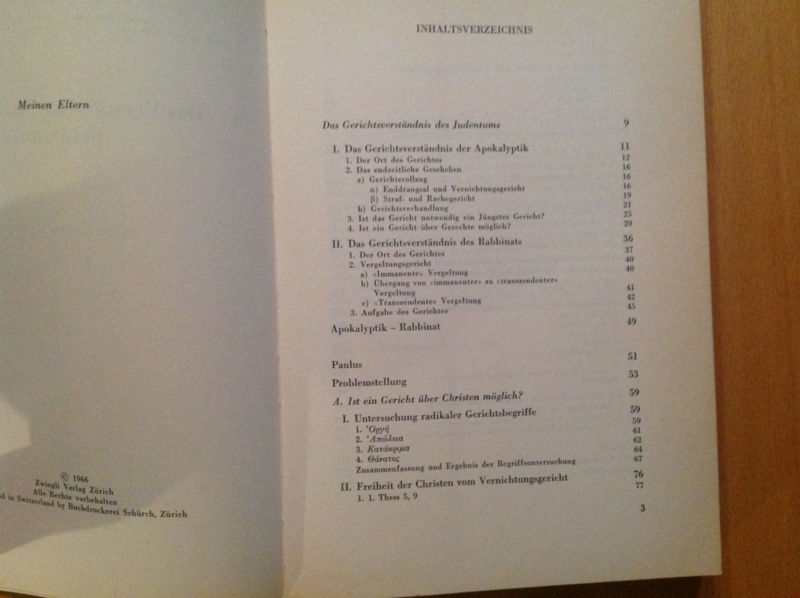 Meinen Eltern
© 1966
Zwingli Verlag Zürich
Alle Rechte vorbehalten
in Switzerland by Buchdruckerei Schürch, Zürich
INHALTSVERZEICHNIS
Das Gerichtsverständnis des Judentums 9
I. Das Gerichtsverständnis der Apokalyptik 11
1. Der Ort des Gerichtes 12
2. Das endzeitliche Geschehen 16
a) Gerichtsvollzug 16
α) Enddrangsal und Vernichtungsgericht 16
β) Straf- und Rachegericht 19
b) Gerichtsverhandlung 21
3. Ist das Gericht notwendig ein Jüngstes Gericht? 25
4. Ist ein Gericht über Gerechte möglich? 29
II. Das Gerichtsverständnis des Rabbinats 36
1. Der Ort des Gerichtes 37
2. Vergeltungsgericht 40
a) «Immanente» Vergeltung 40
b) Übergang von «immanenter» zu «transzendenter»
Vergeltung 41
c) «Transzendente» Vergeltung 42
3. Aufgabe des Gerichtes 45
Apokalyptik – Rabbinat 49
Paulus 51
Problemstellung 53
A. Ist ein Gericht über Christen möglich? 59
I. Untersuchung radikaler Gerichtsbegriffe 59
1. Ὀργή 59
2. Ἀπώλεια 61
3. Κατάκριμα 62
4. Θάνατος 64
Zusammenfassung und Ergebnis der Begriffsuntersuchung 67
II. Freiheit der Christen vom Vernichtungsgericht 76
1. 1. Thess 5, 9 77
3